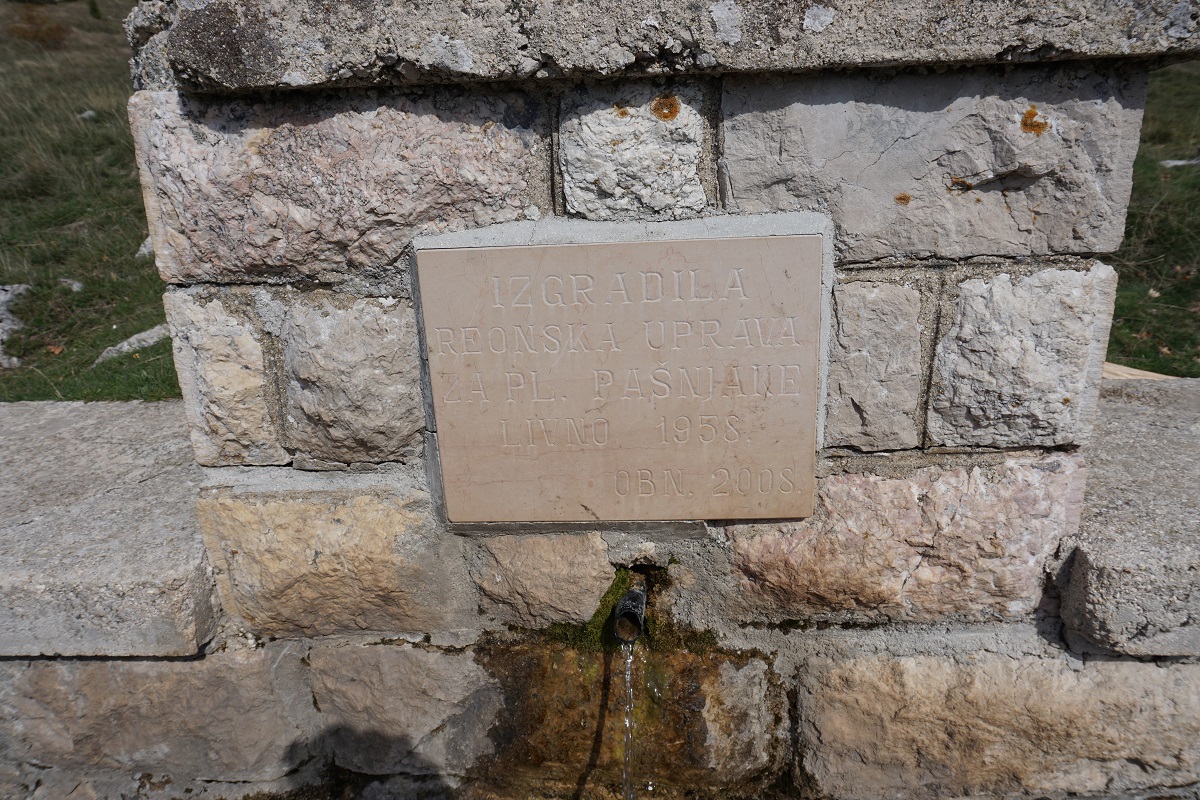 IZGRADILA
REONSKA UPRAVA
ZA PL. PAŠNJAKE
LIVNO 1958.
OBN. 2008.